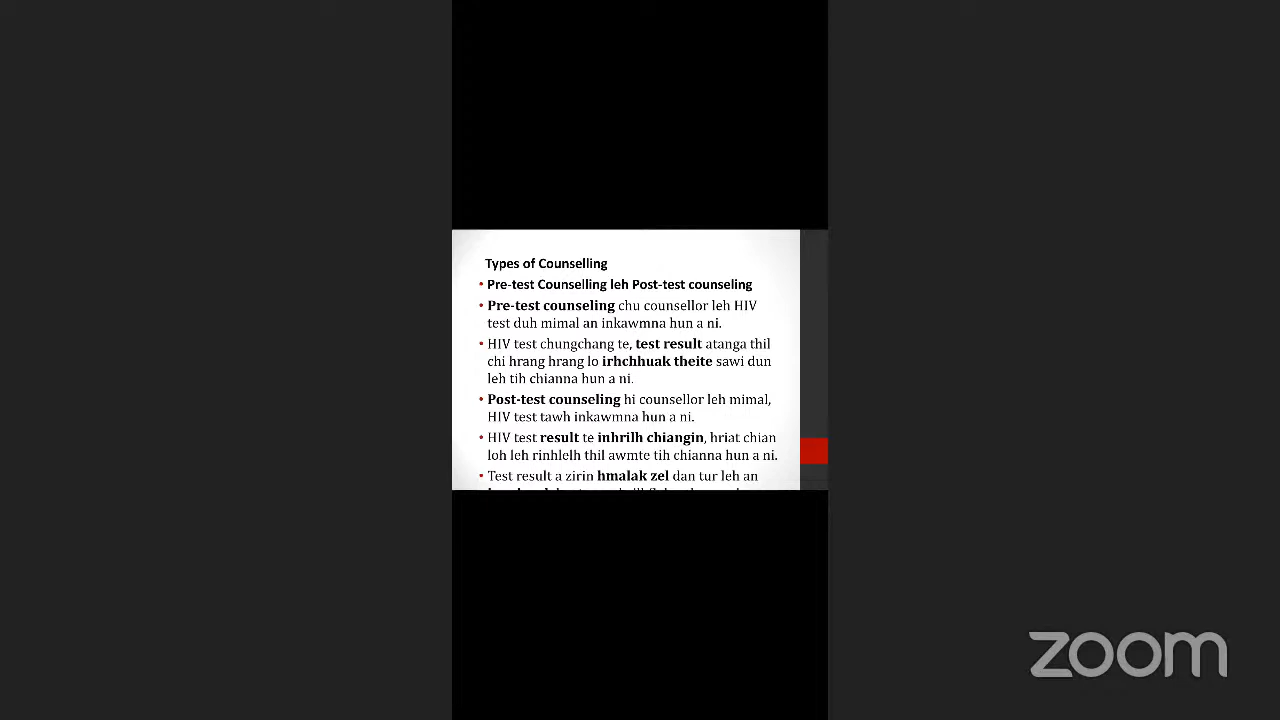 Types of Counselling
• Pre-test Counselling leh Post-test counseling
• Pre-test counseling chu counsellor leh HIV
test duh mimal an inkawmna hun a ni.
• HIV test chungchang te, test result atanga thil
chi hrang hrang lo irhchhuak theite sawi dun
leh tih chianna hun a ni.
• Post-test counseling hi counsellor leh mimal,
HIV test tawh inkawmna hun a ni.
• HIV test result te inhrilh chiangin, hriat chian
loh leh rinhlelh thil awmte tih chianna hun a ni.
• Test result a zirin hmalak zel dan tur leh an
zoom